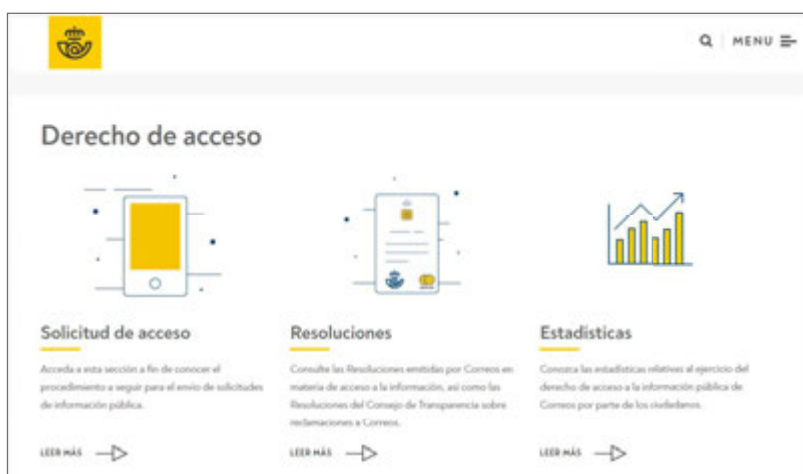 MENU
Derecho de acceso
Solicitud de acceso
Acceda a esta sección a fin de conocer el
procedimiento a seguir para el envío de solicitudes
de información pública.
LEER MÁS
Resoluciones
Consulte las Resoluciones emitidas por Correos en
materia de acceso a la información, así como las
Resoluciones del Consejo de Transparencia sobre
reclamaciones a Correos.
LEER MÁS
Estadísticas
Conozca las estadísticas relativas al ejercicio del
derecho de acceso a la información pública de
Correos por parte de los ciudadanos.
LEER MÁS